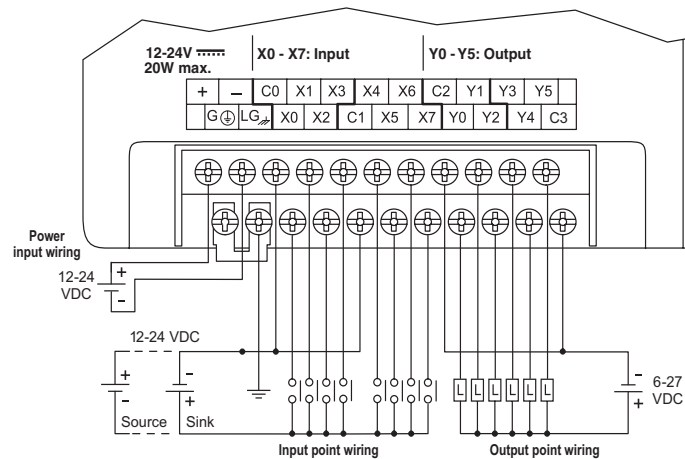 12-24V
20W max.
X0 - X7: Input
Y0 - Y5: Output
+ – C0 X1 X3 X4 X6 C2 Y1 Y3 Y5
G LG X0 X2 C1 X5 X7 Y0 Y2 Y4 C3
Power
input wiring
12-24
VDC
+
-
12-24 VDC
+
-
Source
-
+
Sink
L L L L L L
-
+
6-27
VDC
Input point wiring
Output point wiring